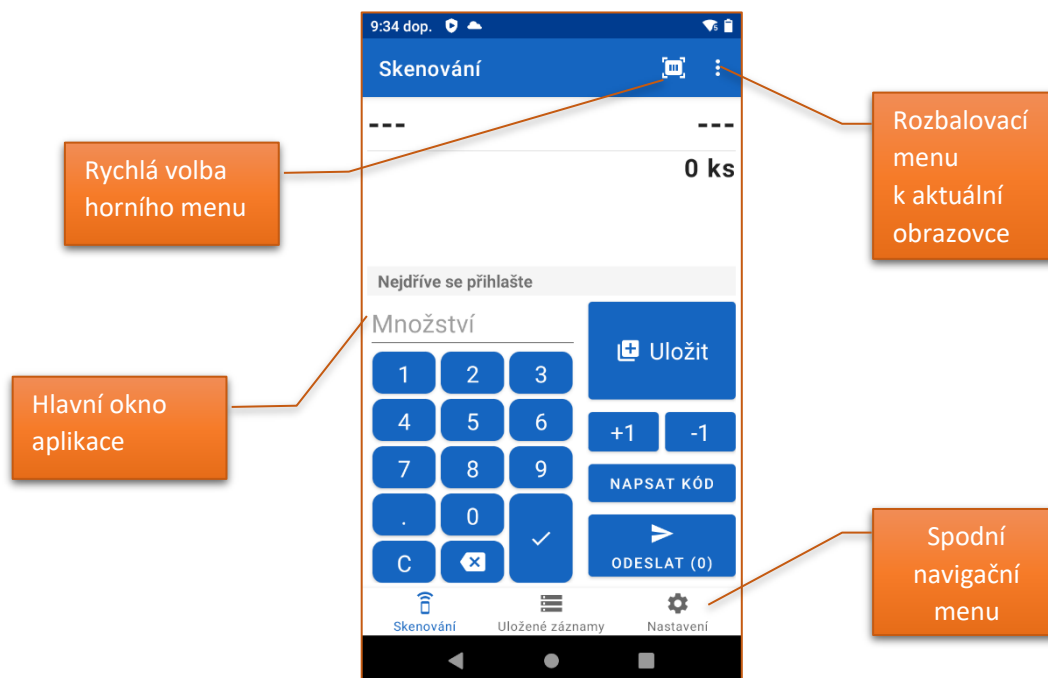 9:34 dop.
Skenování
--- ---
0 ks
Rychlá volba
horního menu
Rozbalovací
menu
k aktuální
obrazovce
Nejdříve se přihlašte
Množství
Uložit
1 2 3
4 5 6
+1 -1
7 8 9
NAPSAT KÓD
. 0
C
ODESLAT (0)
Hlavní okno
aplikace
Skenování Uložené záznamy Nastavení
Spodní
navigační
menu